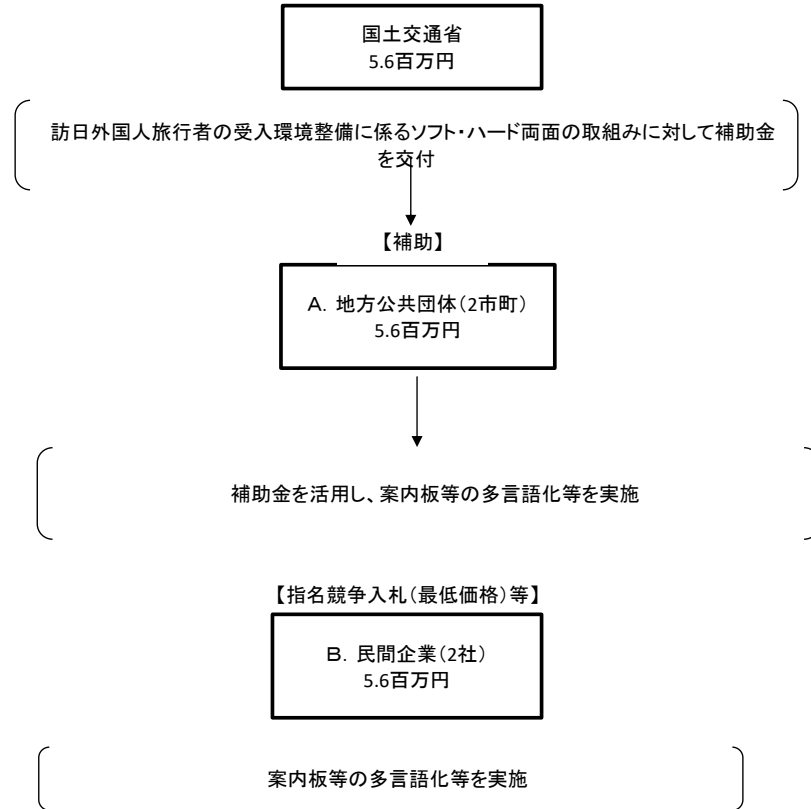 国土交通省
5.6百万円
訪日外国人旅行者の受入環境整備に係るソフト・ハード両面の取組みに対して補助金
を交付
【補助】
A．地方公共団体（2市町）
5.6百万円
補助金を活用し、案内板等の多言語化等を実施
【指名競争入札（最低価格）等】
B．民間企業（2社）
5.6百万円
案内板等の多言語化等を実施